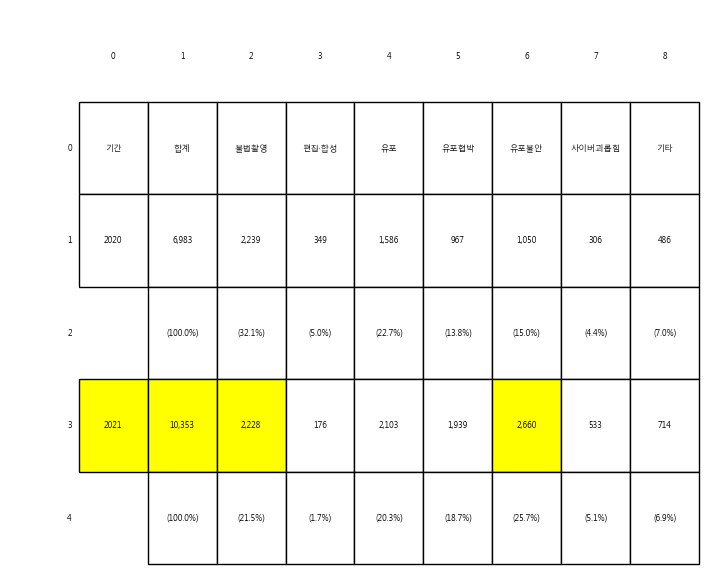 0 1 2 3 4 5 6 7 8
0 기간 합계 불법촬영 편집·합성 유포 유포협박 유포불안 사이버괴롭힘 기타
1 2020 6,983 2,239 349 1,586 967 1,050 306 486
2 (100.0%) (32.1%) (5.0%) (22.7%) (13.8%) (15.0%) (4.4%) (7.0%)
3 2021 10,353 2,228 176 2,103 1,939 2,660 533 714
4 (100.0%) (21.5%) (1.7%) (20.3%) (18.7%) (25.7%) (5.1%) (6.9%)